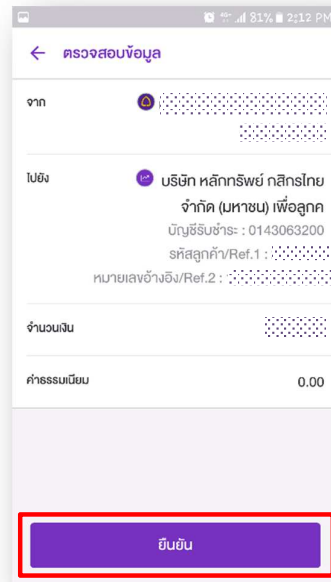 81% 2:12 PM
ตรวจสอบข้อมูล
จาก
ไปยัง
บริษัท หลักทรัพย์ กสิกรไทย
จำกัด (มหาชน) เพื่อลูกค
บัญชีรับชำระ: : 0143063200
รหัสลูกค้า/Ref.1 :
หมายเลขอ้างอิง/Ref.2 :
จำนวนเงิน
ค่าธรรมเนียม
0.00
ยืนยัน